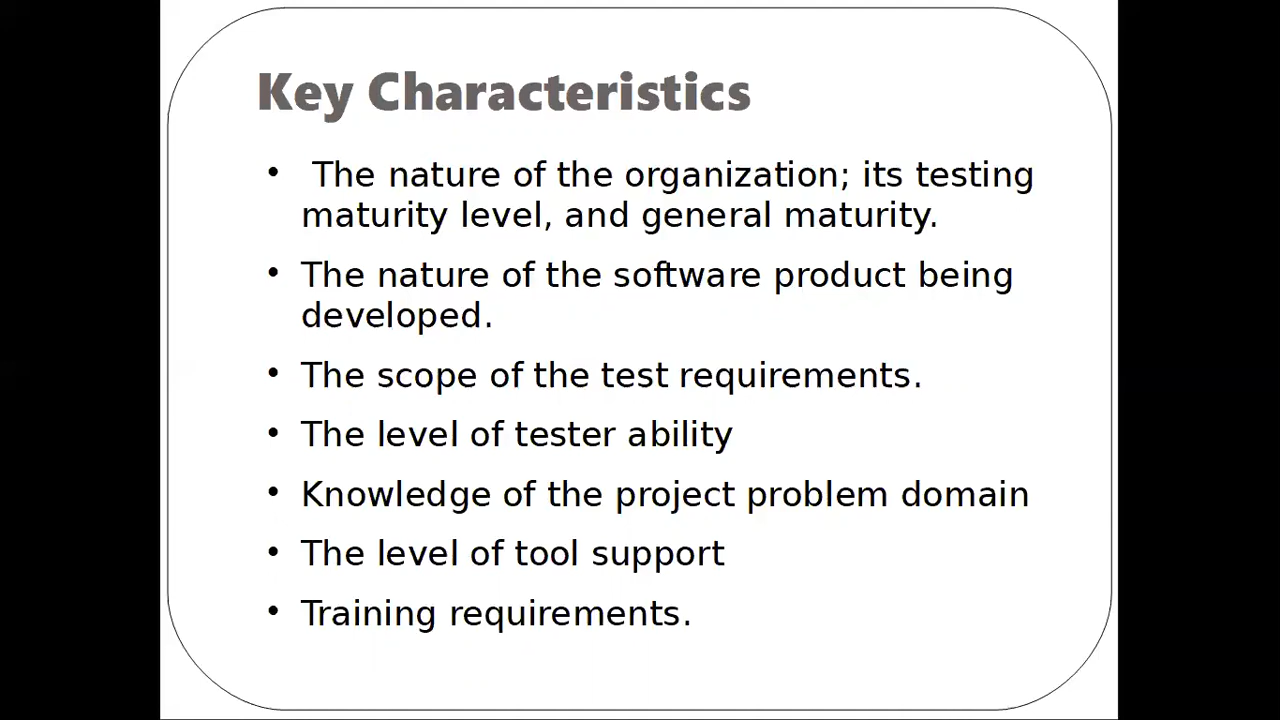 Key Characteristics
• The nature of the organization; its testing
maturity level, and general maturity.
• The nature of the software product being
developed.
• The scope of the test requirements.
• The level of tester ability
• Knowledge of the project problem domain
• The level of tool support
• Training requirements.